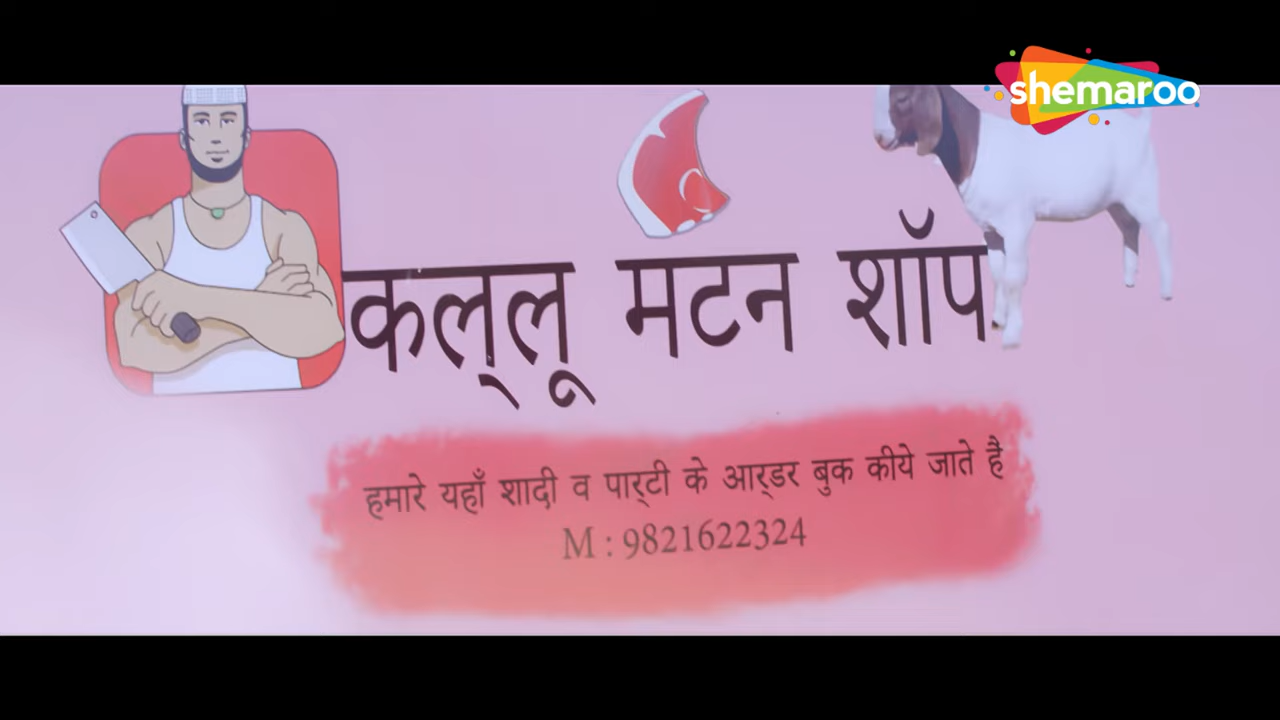 shemaroo
कल्‌लू मटन शॉप
हमारे यहाँ शादी व पार्‌टी के आर्‌डर बुक कीये जाते है
M : 9821622324